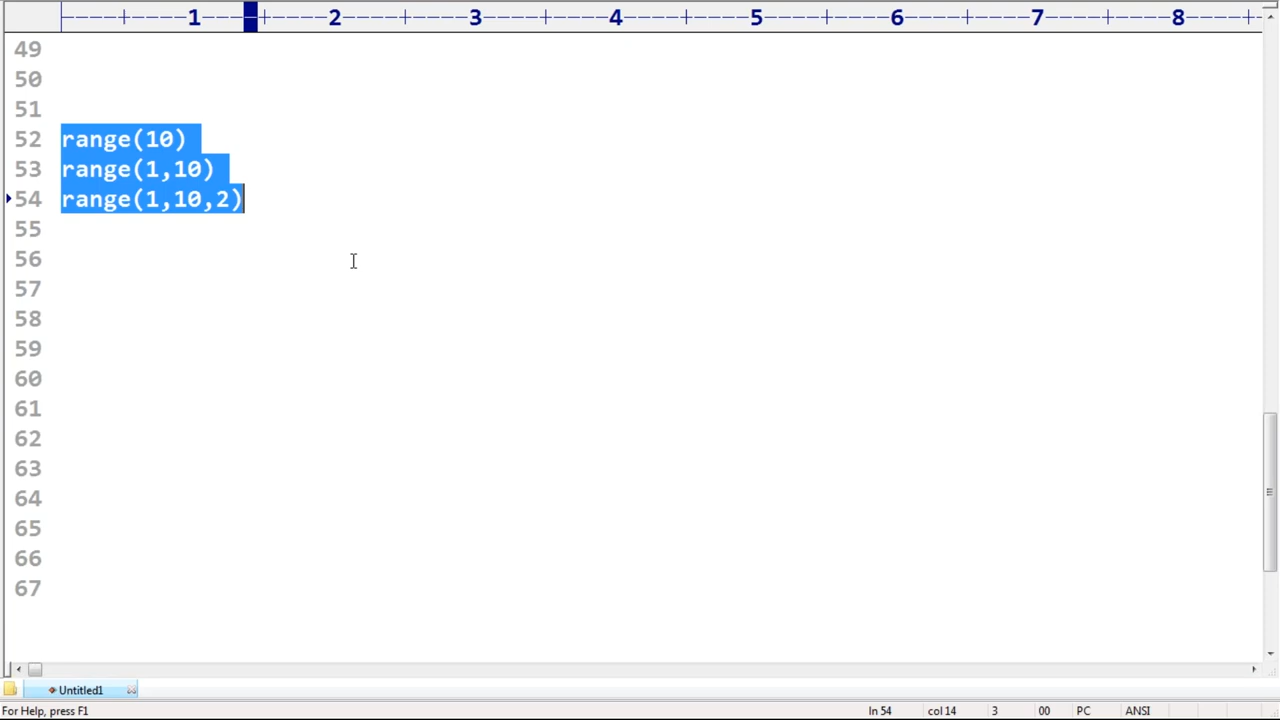 1 2 3 4 5 6 7 8
49
50
51
52 range(10)
53 range(1,10)
54 range(1,10,2)
55
56
57
58
59
60
61
62
63
64
65
66
67
Untitled1
For Help, press F1 ln 54 col 14 3 00 PC ANSI